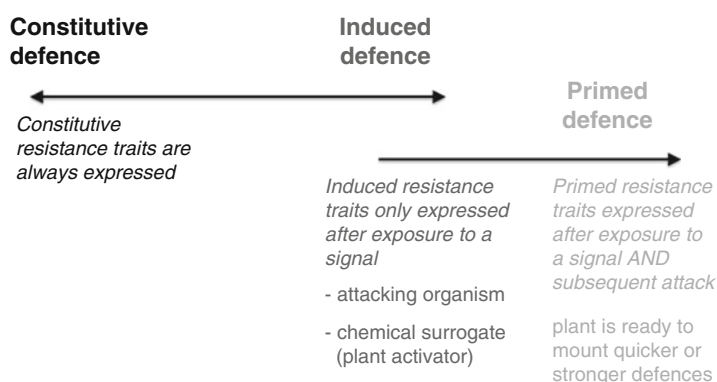 Constitutive
defence
Induced
defence
Primed
defence
Constitutive
resistance traits are
always expressed
Induced resistance
traits only expressed
after exposure to a
signal
- attacking organism
- chemical surrogate
(plant activator)
Primed resistance
traits expressed
after exposure to
a signal AND
subsequent attack
plant is ready to
mount quicker or
stronger defences